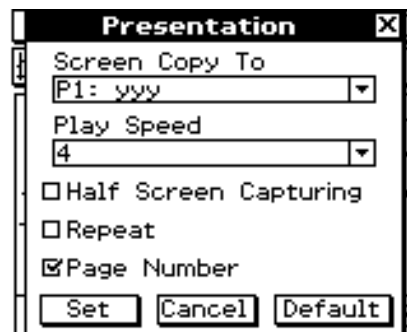 Presentation
Screen Copy To
P1: yyy
Play Speed
4
Half Screen Capturing
Repeat
Page Number
Set Cancel Default